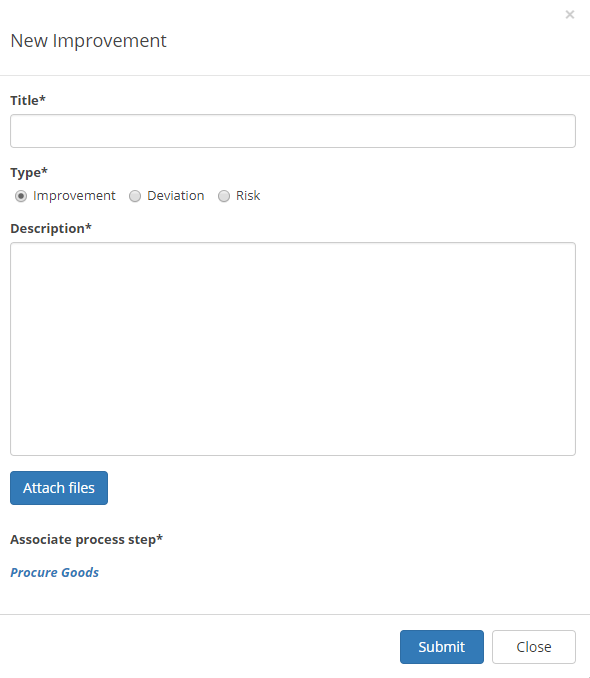 ×
New Improvement
Title*
Type*
Improvement Deviation Risk
Description*
Attach files
Associate process step*
Procure Goods
Submit Close